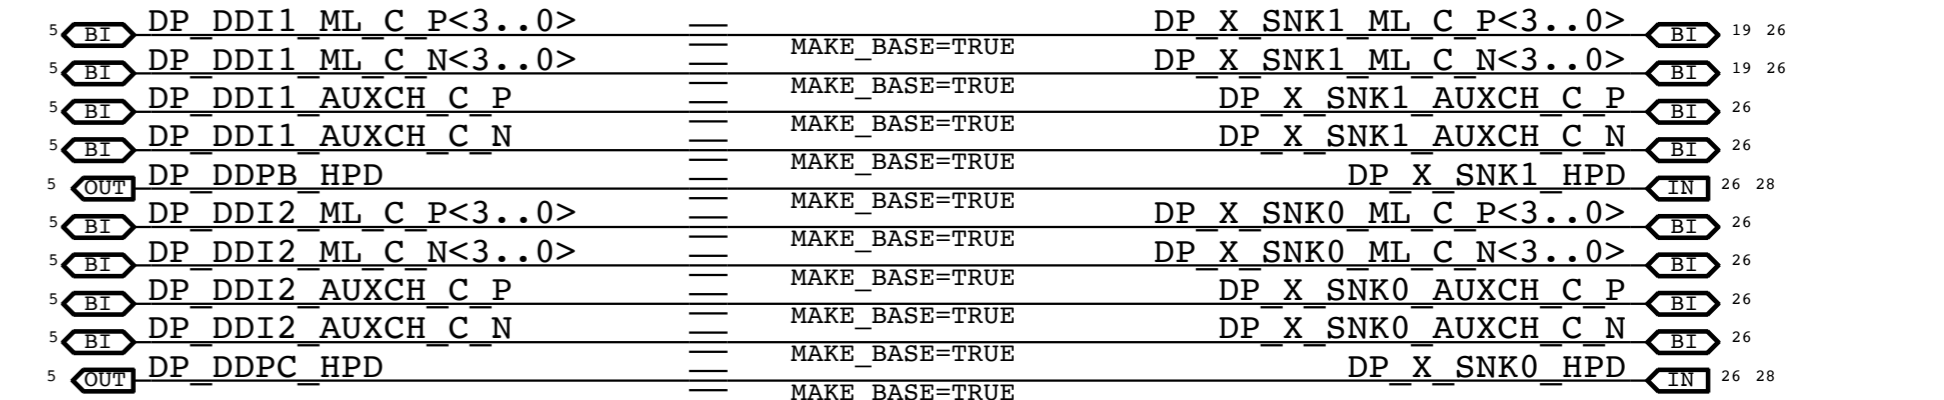 5 BI DP_DDI1_ML_C_P<3..0> DP_X_SNK1_ML_C_P<3..0> BI 19 26
MAKE_BASE=TRUE
5 BI DP_DDI1_ML_C_N<3..0> DP_X_SNK1_ML_C_N<3..0> BI 19 26
MAKE_BASE=TRUE
5 BI DP_DDI1_AUXCH_C_P DP_X_SNK1_AUXCH_C_P BI 26
MAKE_BASE=TRUE
5 BI DP_DDI1_AUXCH_C_N DP_X_SNK1_AUXCH_C_N BI 26
MAKE_BASE=TRUE
5 OUT DP_DDPB_HPD DP_X_SNK1_HPD IN 26 28
MAKE_BASE=TRUE
5 BI DP_DDI2_ML_C_P<3..0> DP_X_SNK0_ML_C_P<3..0> BI 26
MAKE_BASE=TRUE
5 BI DP_DDI2_ML_C_N<3..0> DP_X_SNK0_ML_C_N<3..0> BI 26
MAKE_BASE=TRUE
5 BI DP_DDI2_AUXCH_C_P DP_X_SNK0_AUXCH_C_P BI 26
MAKE_BASE=TRUE
5 BI DP_DDI2_AUXCH_C_N DP_X_SNK0_AUXCH_C_N BI 26
MAKE_BASE=TRUE
5 OUT DP_DDPC_HPD DP_X_SNK0_HPD IN 26 28
MAKE_BASE=TRUE